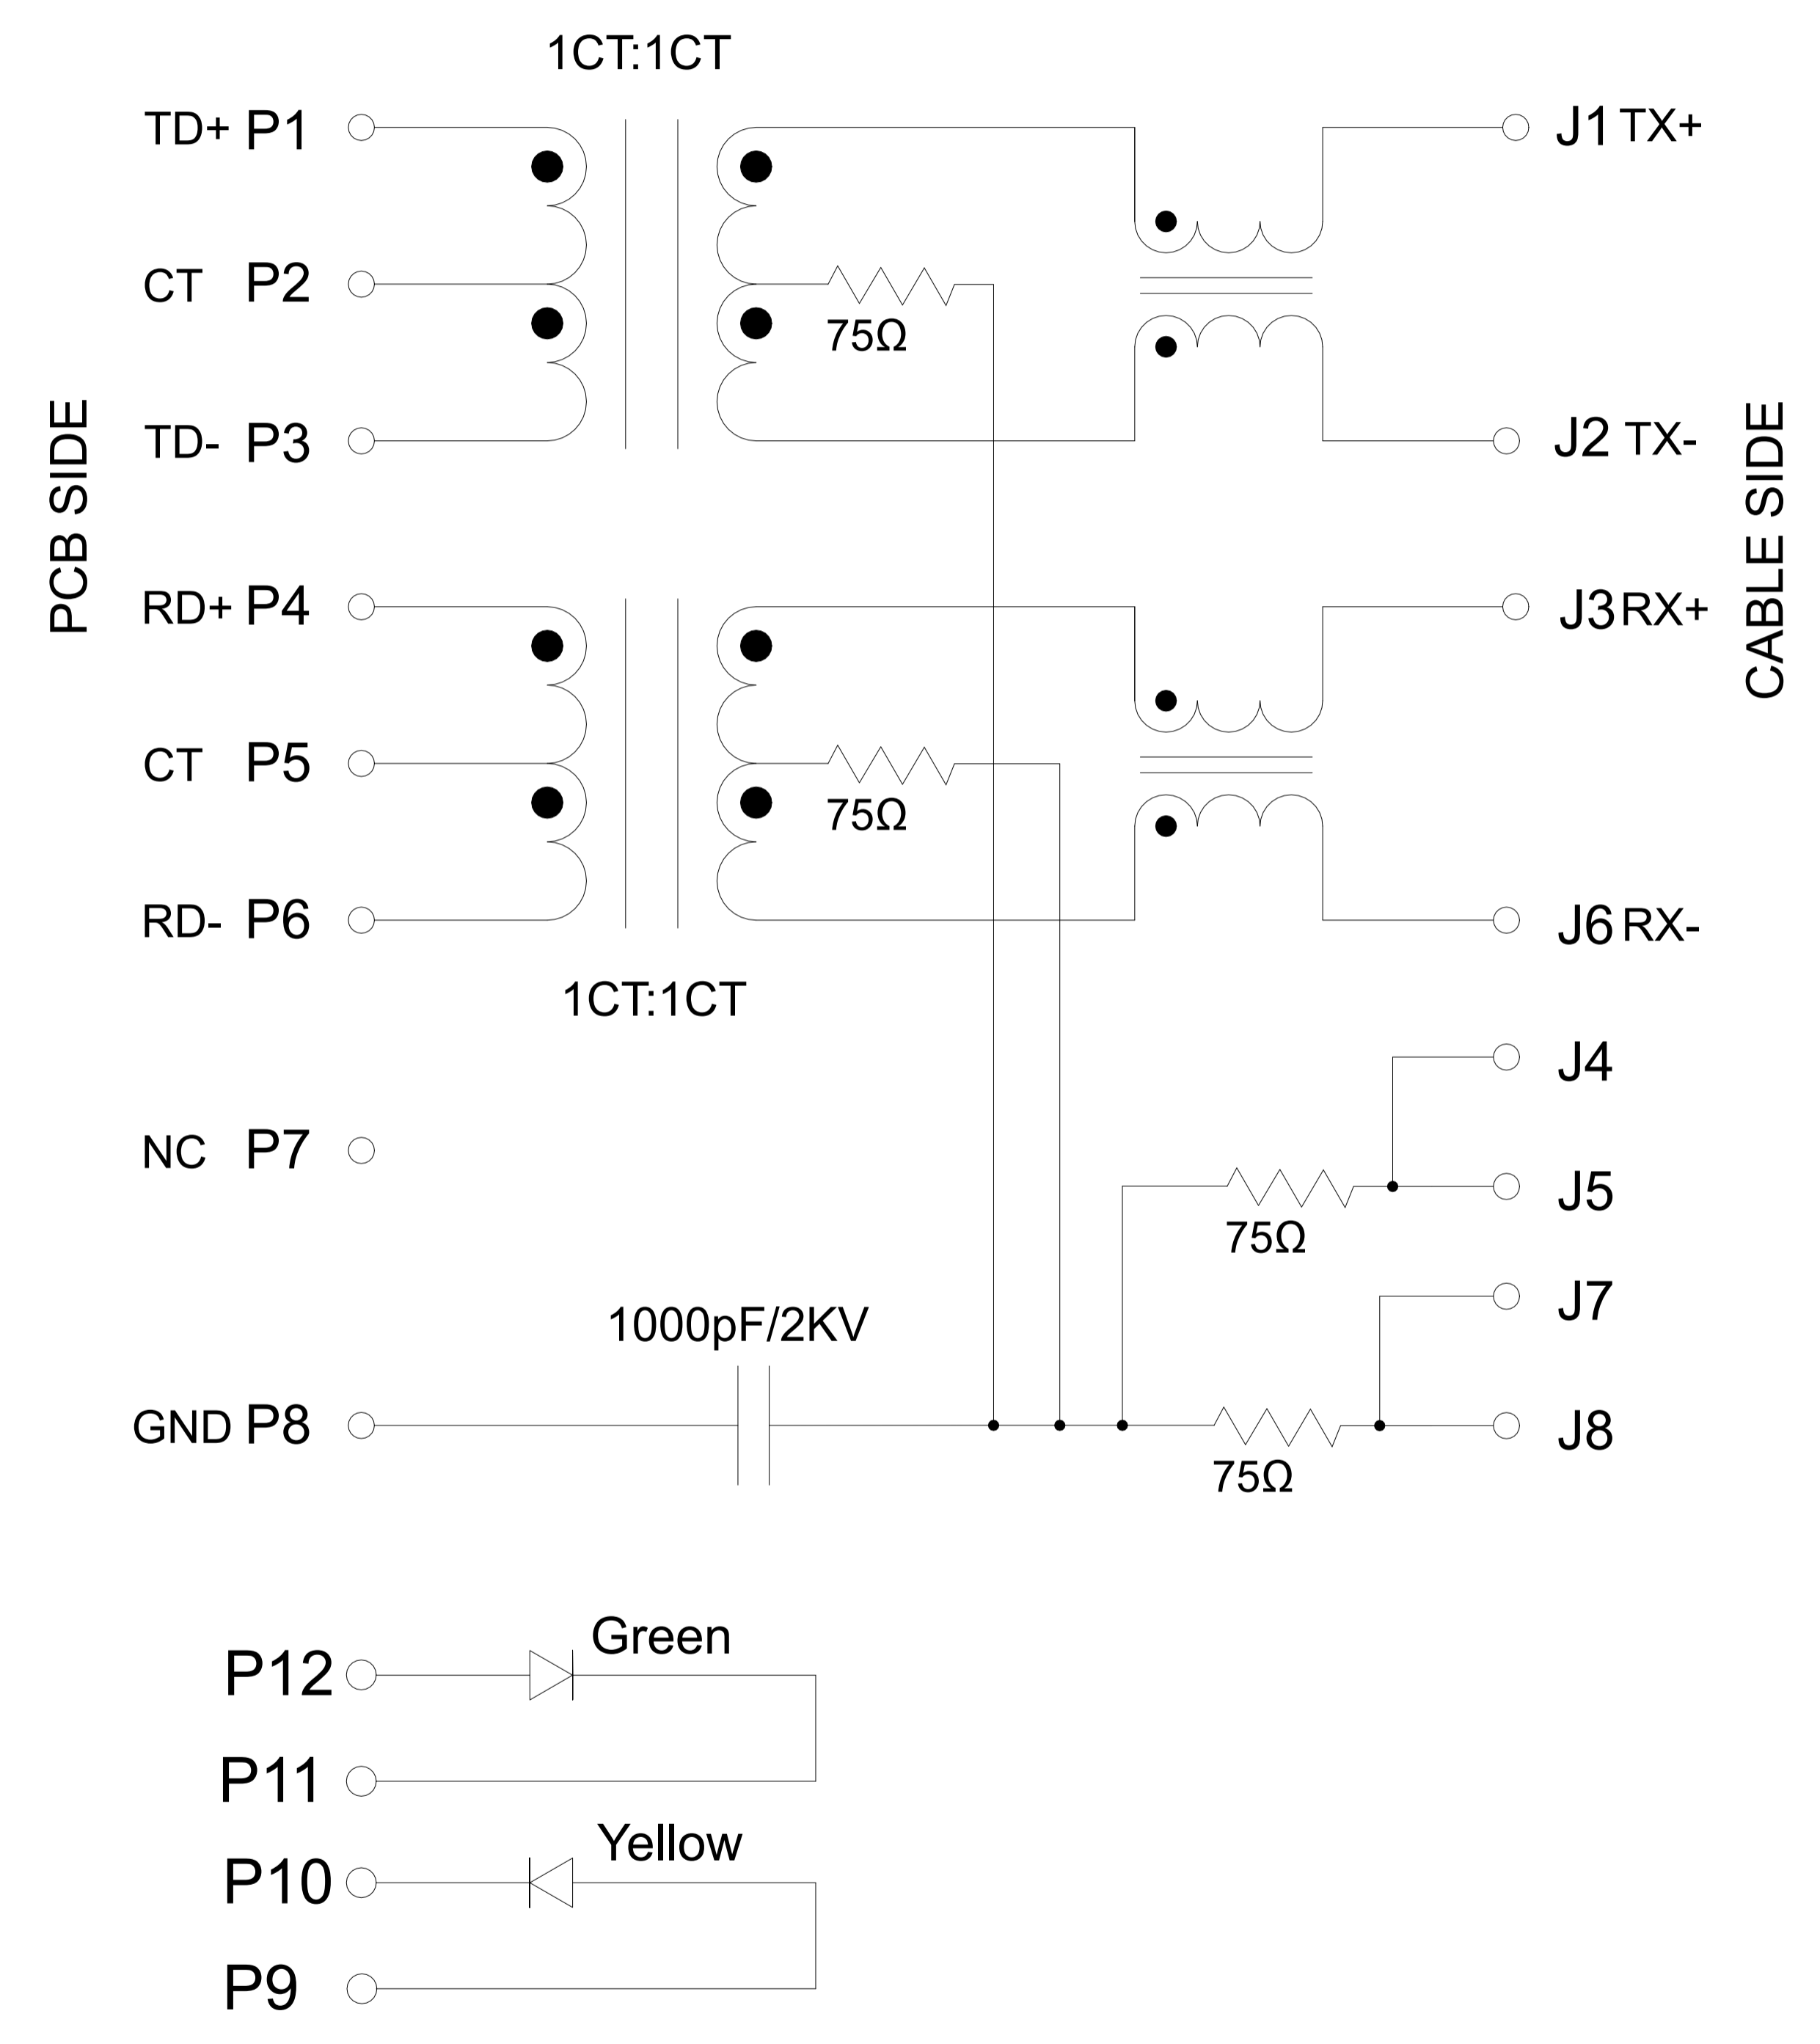 1CT:1CT
TD+ P1
J1 TX+
CT P2
75Ω
TD- P3
J2 TX-
PCB SIDE
CABLE SIDE
RD+ P4
J3 RX+
CT P5
75Ω
RD- P6
J6 RX-
1CT:1CT
J4
NC P7
J5
75Ω
J7
1000pF/2KV
GND P8
J8
75Ω
Green
P12
P11
Yellow
P10
P9